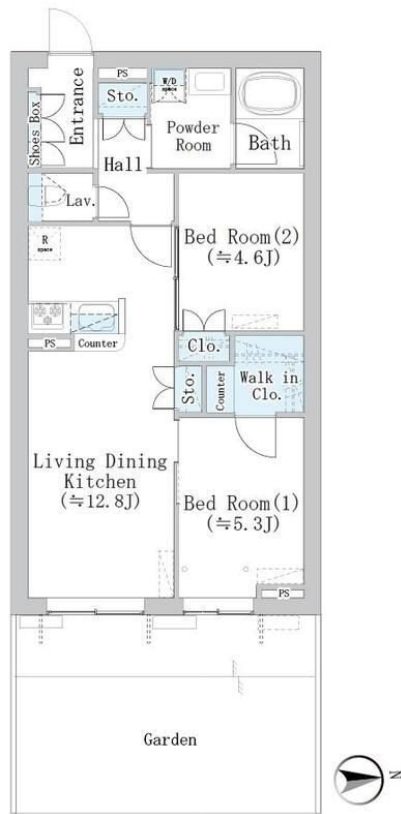 PS
W/D
space
Sto.
Shoes Box
Entrance
Powder
Room
Bath
Hall
Lav.
R
space
Bed Room(2)
(≒4.6J)
PS
Counter
Clo.
Sto.
Counter
Walk in
Clo.
Living Dining
Kitchen
(≒12.8J)
Bed Room(1)
(≒5.3J)
PS
Garden
N